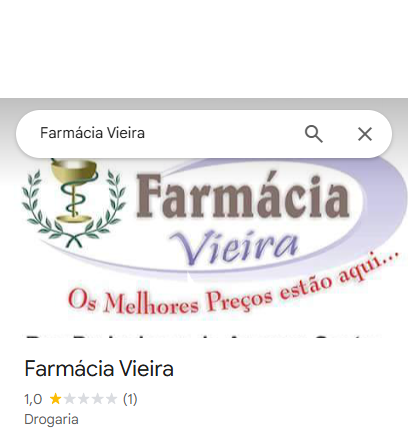 Farmácia Vieira
Farmácia
Vieira
Os Melhores Preços estão aqui...
Farmácia Vieira
1,0 (1)
Drogaria